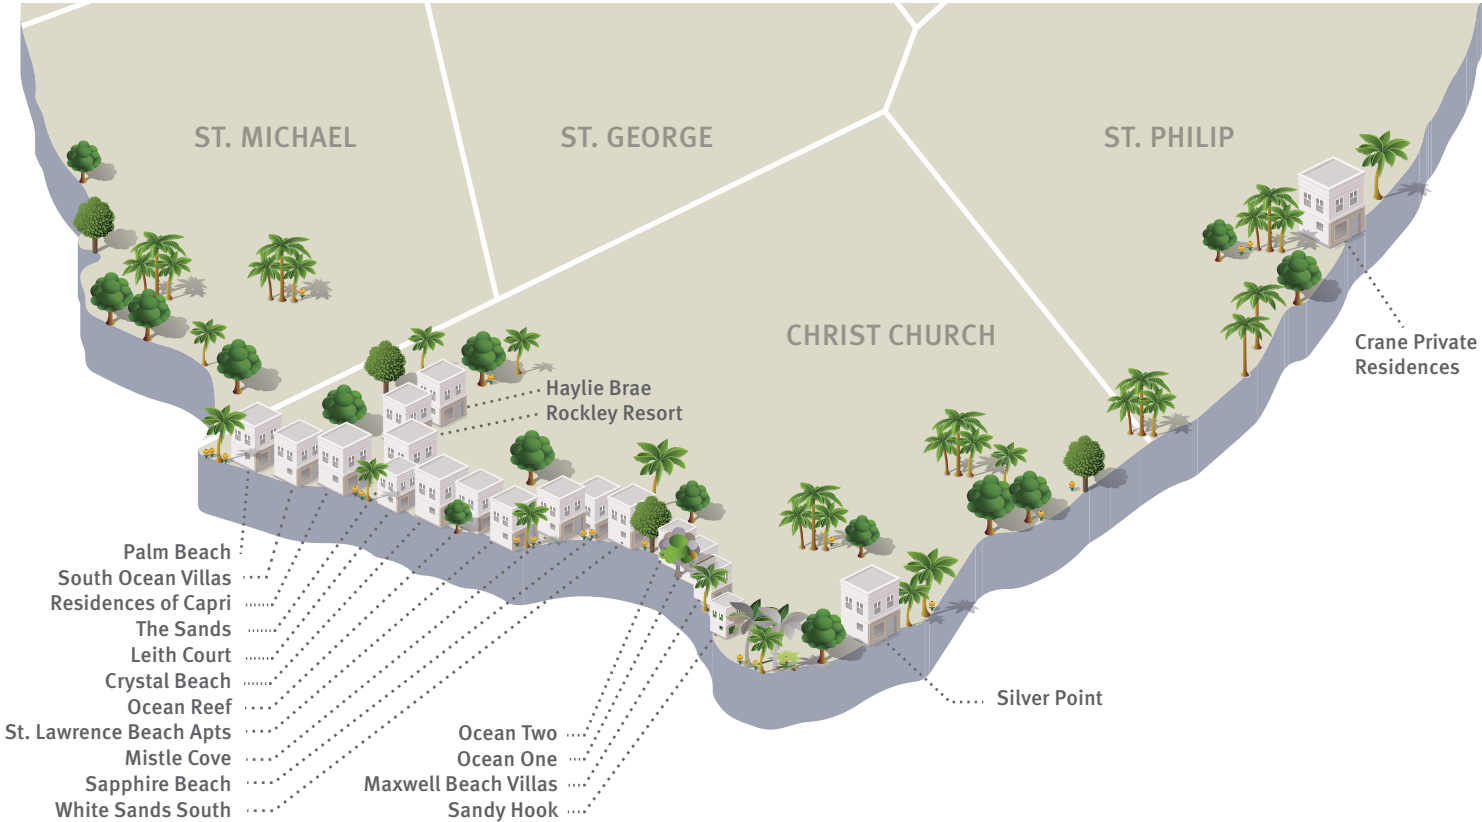 ST. MICHAEL
ST. GEORGE
ST. PHILIP
CHRIST CHURCH
Crane Private
Residences
Haylie Brae
Rockley Resort
Palm Beach
South Ocean Villas
Residences of Capri
The Sands
Leith Court
Crystal Beach
Ocean Reef
St. Lawrence Beach Apts
Mistle Cove
Sapphire Beach
White Sands South
Ocean Two
Ocean One
Maxwell Beach Villas
Sandy Hook
Silver Point